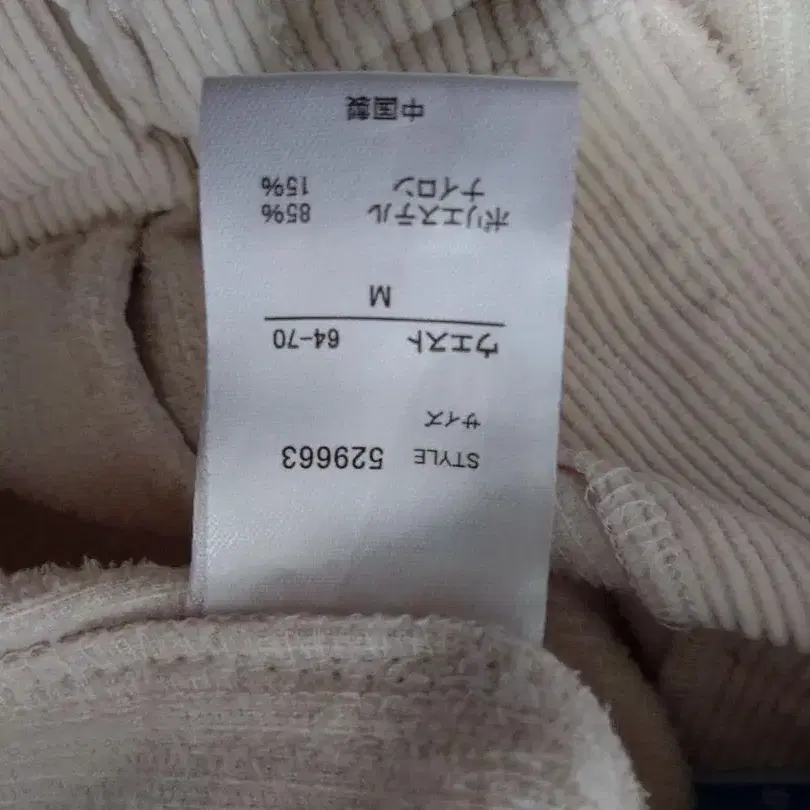 STYLE 529663
サイズ
ウエスト 64-70
M
ポリエステル 85%
ナイロン 15%
中国製